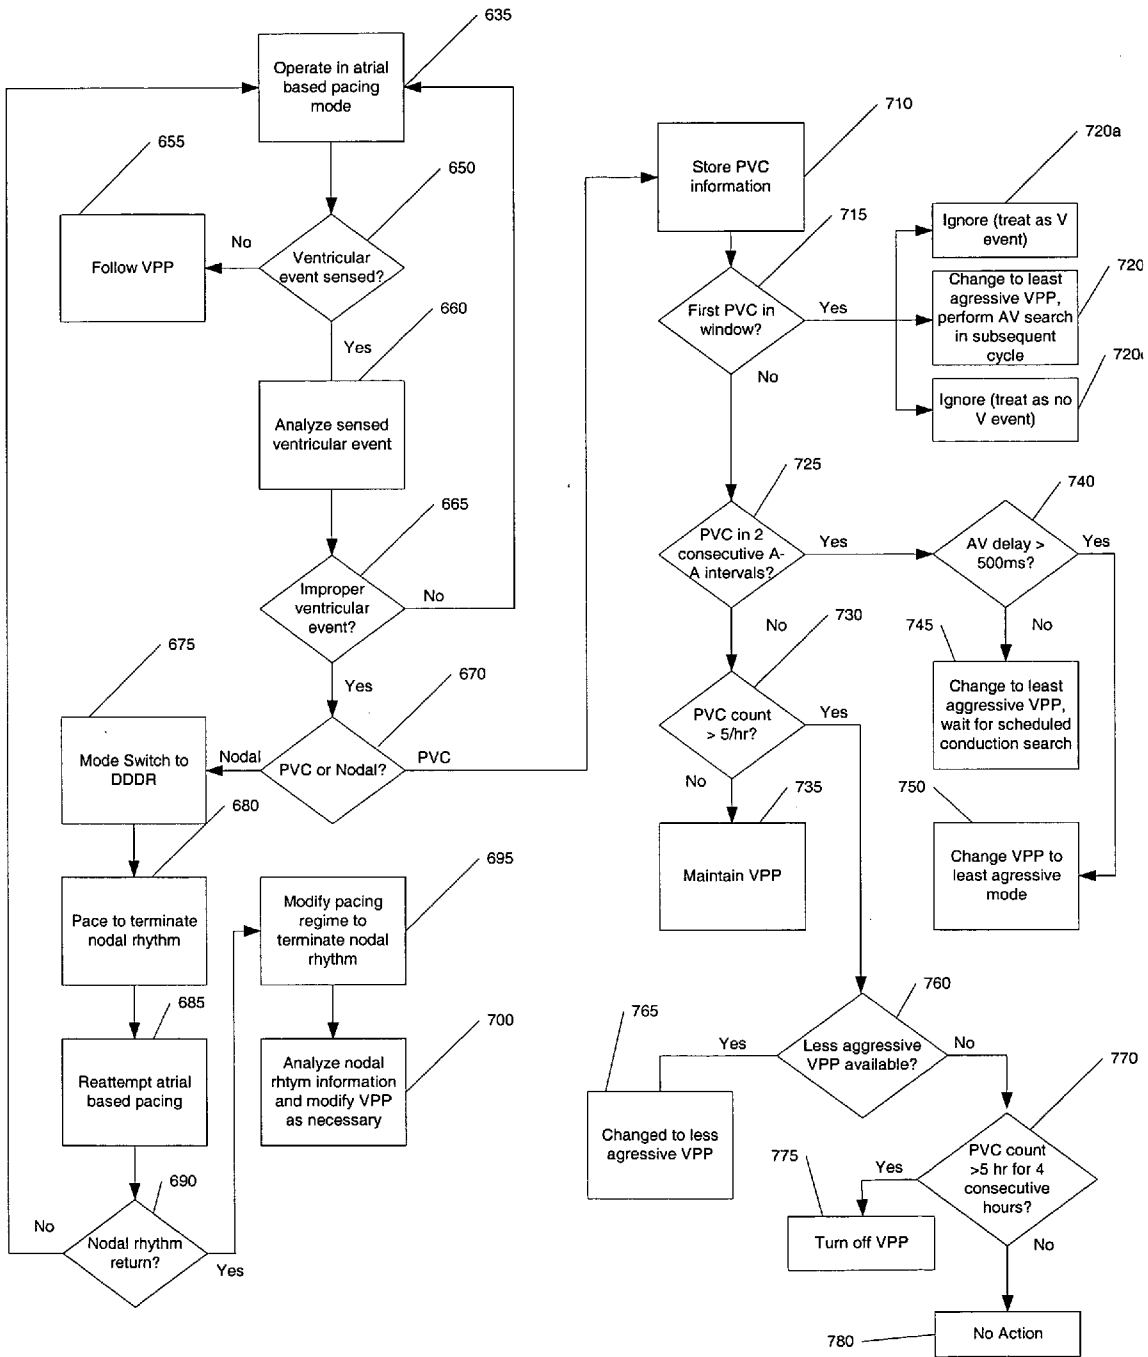 635
Operate in atrial
based pacing
mode
655
650
Follow VPP
No
Ventricular
event sensed?
660
Yes
Analyze sensed
ventricular event
665
Improper
ventricular
event?
No
675
Yes
670
Mode Switch to
DDDR
Nodal
PVC or Nodal?
PVC
680
Pace to terminate
nodal rhythm
695
Modify pacing
regime to
terminate nodal
rhythm
685
700
Reattempt atrial
based pacing
Analyze nodal
rhtym information
and modify VPP
as necessary
690
No
Nodal rhythm
return?
Yes
710
Store PVC
information
720a
715
Ignore (treat as V
event)
First PVC in
window?
Yes
720
Change to least
agressive VPP,
perform AV search
in subsequent
cycle
No
720
Ignore (treat as no
V event)
725
740
PVC in 2
consecutive A-
A intervals?
Yes
AV delay >
500ms?
Yes
No
730
No
745
PVC count
> 5/hr?
Yes
Change to least
aggressive VPP,
wait for scheduled
conduction search
No
735
750
Maintain VPP
Change VPP to
least agressive
mode
760
765
Yes
Less aggressive
VPP available?
No
770
Changed to less
agressive VPP
775
Yes
PVC count
>5 hr for 4
consecutive
hours?
Turn off VPP
No
780
No Action